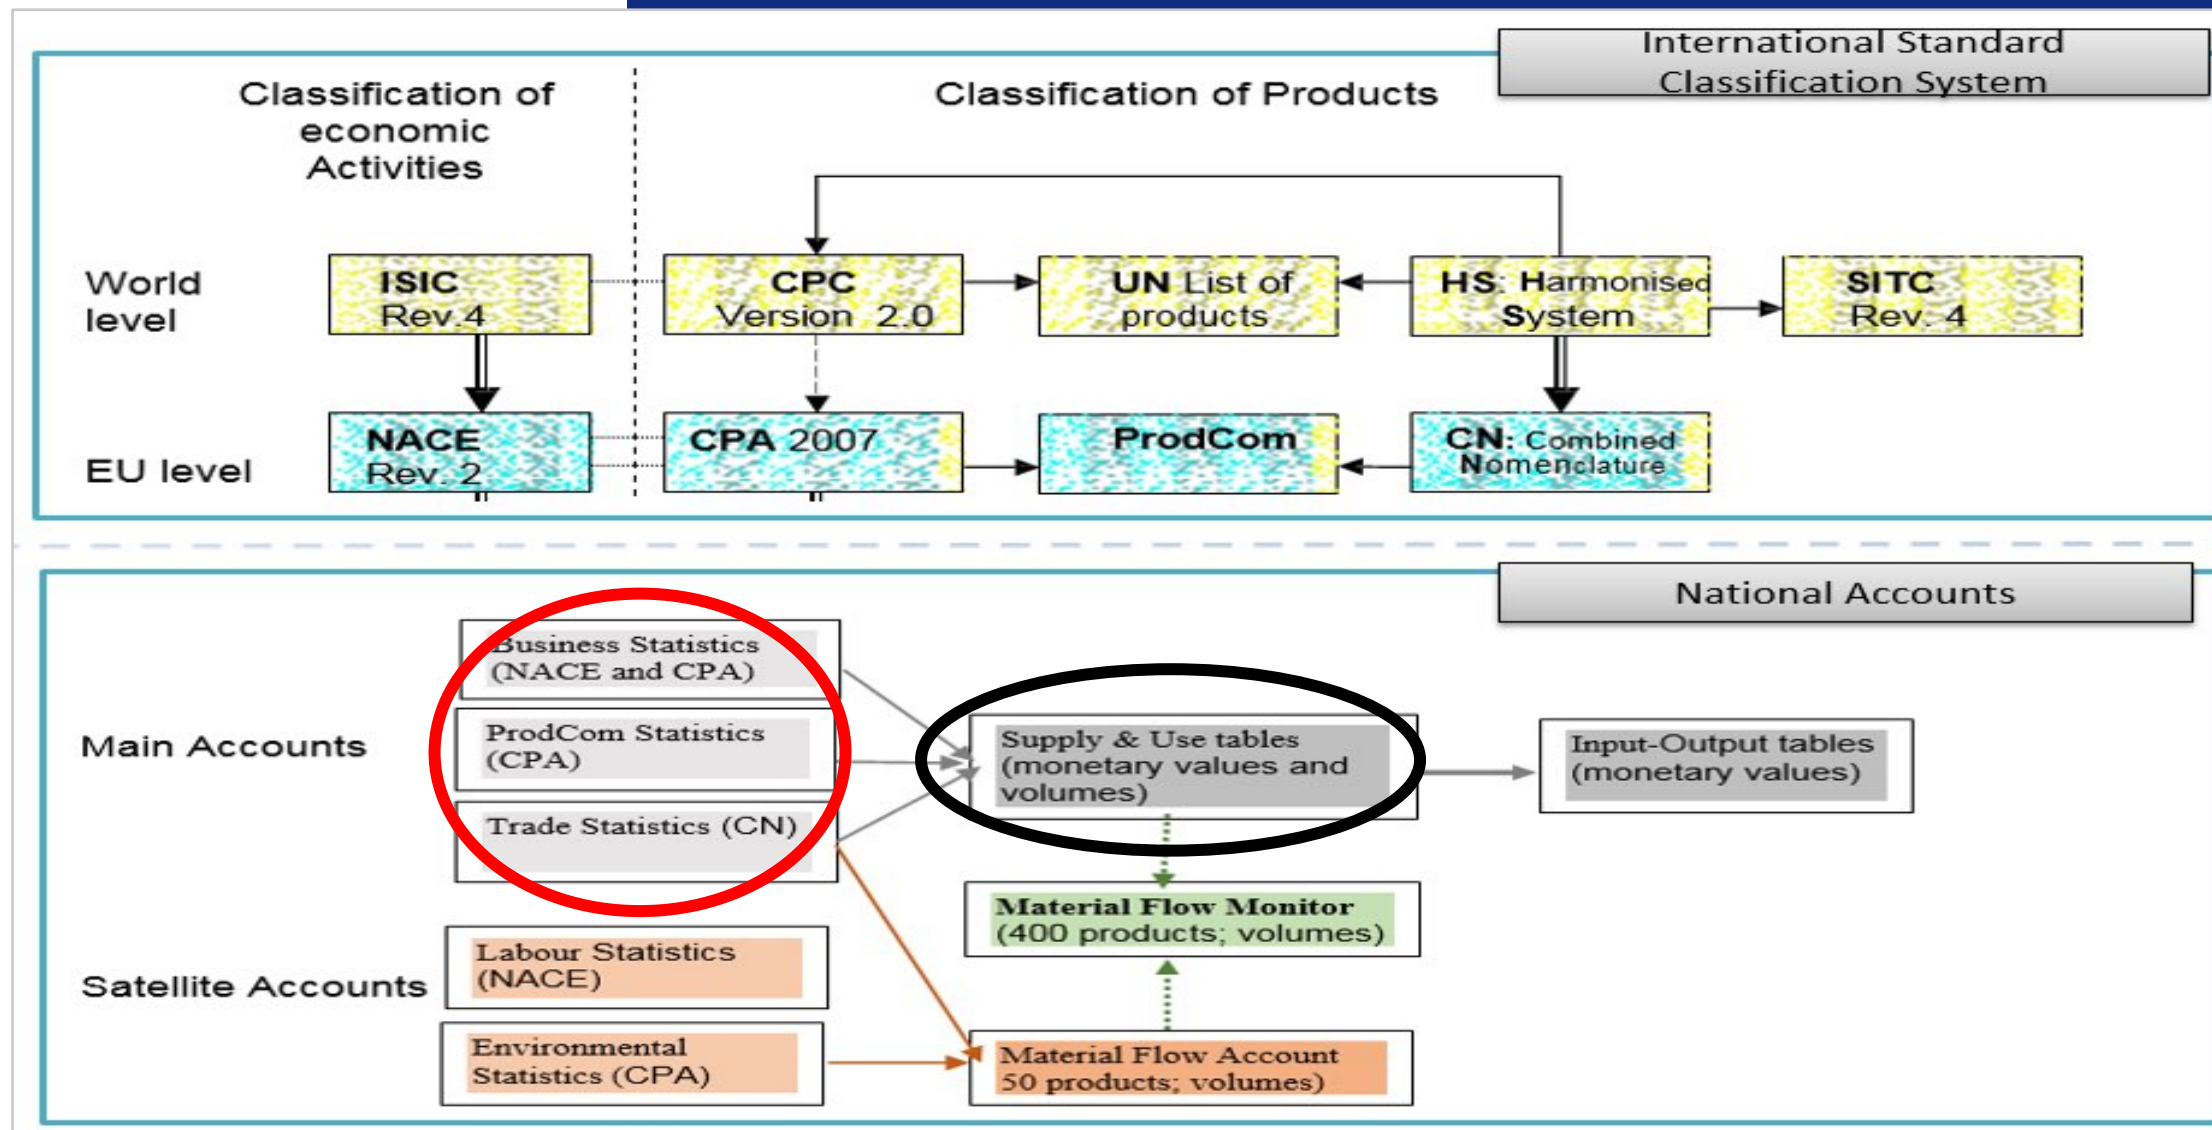 International Standard
Classification System
Classification of
economic
Activities
Classification of Products
World
level
ISIC
Rev.4
CPC
Version 2.0
UN List of
products
HS: Harmonised
System
SITC
Rev. 4
EU level
NACE
Rev. 2
CPA 2007
ProdCom
CN: Combined
Nomenclature
National Accounts
Main Accounts
Business Statistics
(NACE and CPA)
ProdCom Statistics
(CPA)
Trade Statistics (CN)
Supply & Use tables
(monetary values and
volumes)
Input-Output tables
(monetary values)
Material Flow Monitor
(400 products; volumes)
Satellite Accounts
Labour Statistics
(NACE)
Environmental
Statistics (CPA)
Material Flow Account
50 products; volumes)